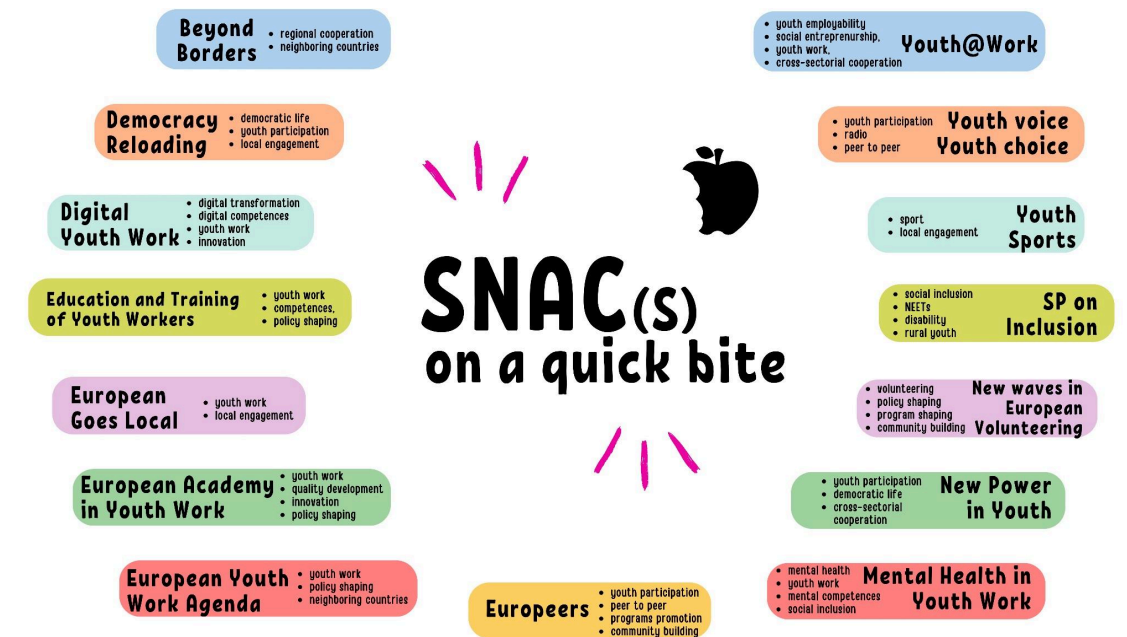 Beyond
Borders
• regional cooperation
• neighboring countries
Democracy
Reloading
• democratic life
• youth participation
• local engagement
Digital
Youth Work
• digital transformation
• digital competences
• youth work
• innovation
Education and Training
of Youth Workers
• youth work
• competences,
• policy shaping
European
Goes Local
• youth work
• local engagement
European Academy
in Youth Work
• youth work
• quality development
• innovation
• policy shaping
European Youth
Work Agenda
• youth work
• policy shaping
• neighboring countries
SNAC(S)
on a quick bite
Europeers
• youth participation
• peer to peer
• programs promotion
• community building
• youth employability
• social entreprenurship,
• youth work,
• cross-sectorial cooperation
Youth@Work
• youth participation
• radio
• peer to peer
Youth voice
Youth choice
• sport
• local engagement
Youth
Sports
• social inclusion
• NEETs
• disability
• rural youth
SP on
Inclusion
• volunteering
• policy shaping
• program shaping
• community building
New waves in
European
Volunteering
• youth participation
• democratic life
• cross-sectorial
cooperation
New Power
in Youth
• mental health
• youth work
• mental competences
• social inclusion
Mental Health in
Youth Work